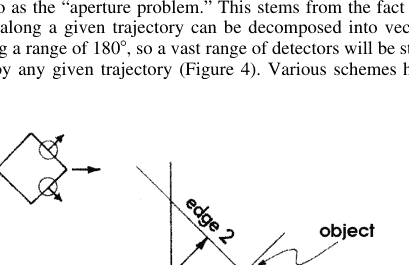 o as the “aperture problem.” This stems from the fact
along a given trajectory can be decomposed into vec
g a range of 180°, so a vast range of detectors will be st
by any given trajectory (Figure 4). Various schemes h
edge 2
object